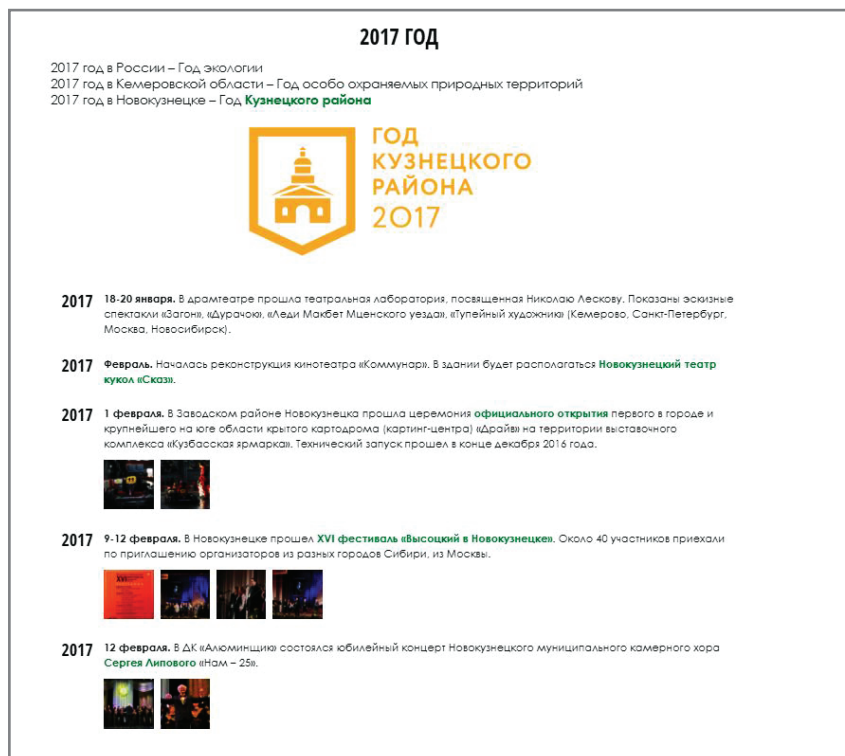 2017 ГОД
2017 год в России – Год экологии
2017 год в Кемеровской области – Год особо охраняемых природных территорий
2017 год в Новокузнецке – Год Кузнецкого района
ГОД
КУЗНЕЦКОГО
РАЙОНА
2017
2017 18-20 января. В драмтеатре прошла театральная лаборатория, посвященная Николаю Лескову. Показаны эскизные
спектакли «Загон», «Дурачок», «Леди Макбет Мценского уезда», «Тупейный художник» (Кемерово, Санкт-Петербург,
Москва, Новосибирск).
2017 Февраль. Началась реконструкция кинотеатра «Коммунар». В здании будет располагаться Новокузнецкий театр
кукол «Сказ».
2017 1 февраля. В Заводском районе Новокузнецка прошла церемония официального открытия первого в городе и
крупнейшего на юге области крытого картодрома (картинг-центра) «Драйв» на территории выставочного
комплекса «Кузбасская ярмарка». Технический запуск прошел в конце декабря 2016 года.
2017 9-12 февраля. В Новокузнецке прошел XVI фестиваль «Высоцкий в Новокузнецке». Около 40 участников приехали
по приглашению организаторов из разных городов Сибири, из Москвы.
XVI
2017 12 февраля. В ДК «Алюминщик» состоялся юбилейный концерт Новокузнецкого муниципального камерного хора
Сергея Липового «Нам – 25».